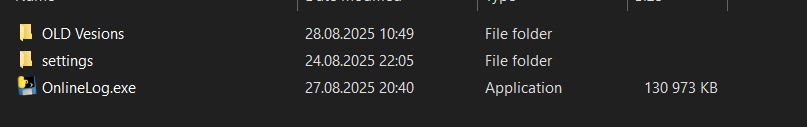 OLD Vesions 28.08.2025 10:49 File folder
settings 24.08.2025 22:05 File folder
OnlineLog.exe 27.08.2025 20:40 Application 130 973 KB